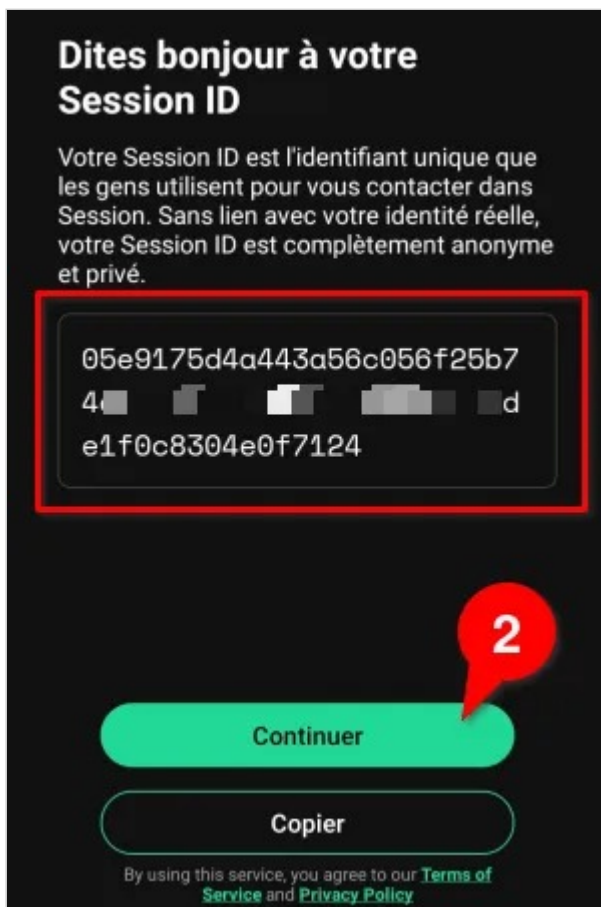 Dites bonjour à votre
Session ID
Votre Session ID est l'identifiant unique que
les gens utilisent pour vous contacter dans
Session. Sans lien avec votre identité réelle,
votre Session ID est complètement anonyme
et privé.
05e9175d4a443a56c056f25b7
4 d
e1f0c8304e0f7124
2
Continuer
Copier
By using this service, you agree to our Terms of
Service and Privacy Policy